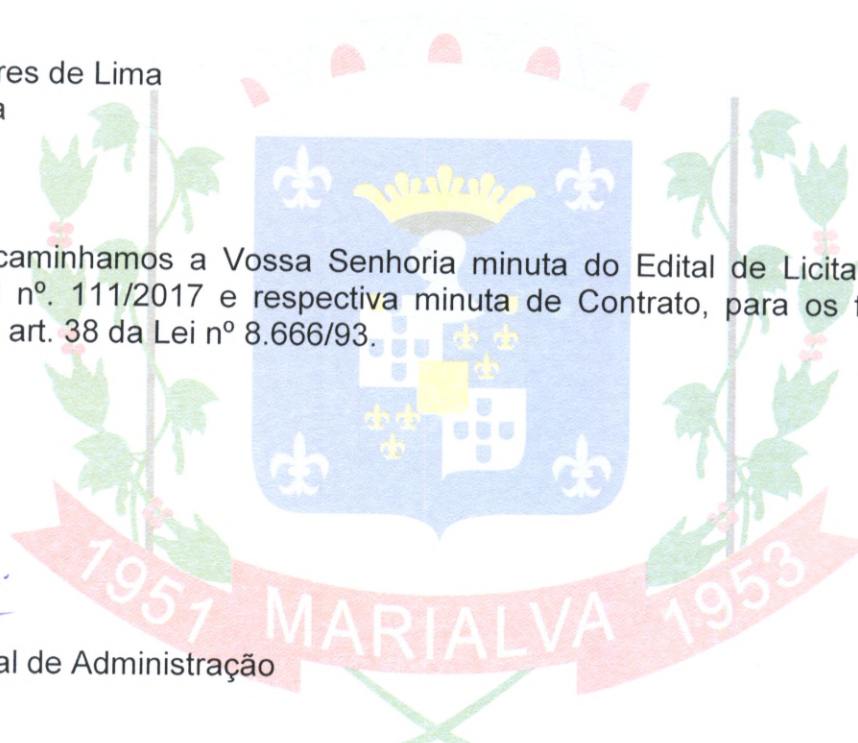 res de Lima
a
caminhamos a Vossa Senhoria minuta do Edital de Licita
nº. 111/2017 e respectiva minuta de Contrato, para os f
art. 38 da Lei nº 8.666/93.
1951 MARIALVA 1953
al de Administração